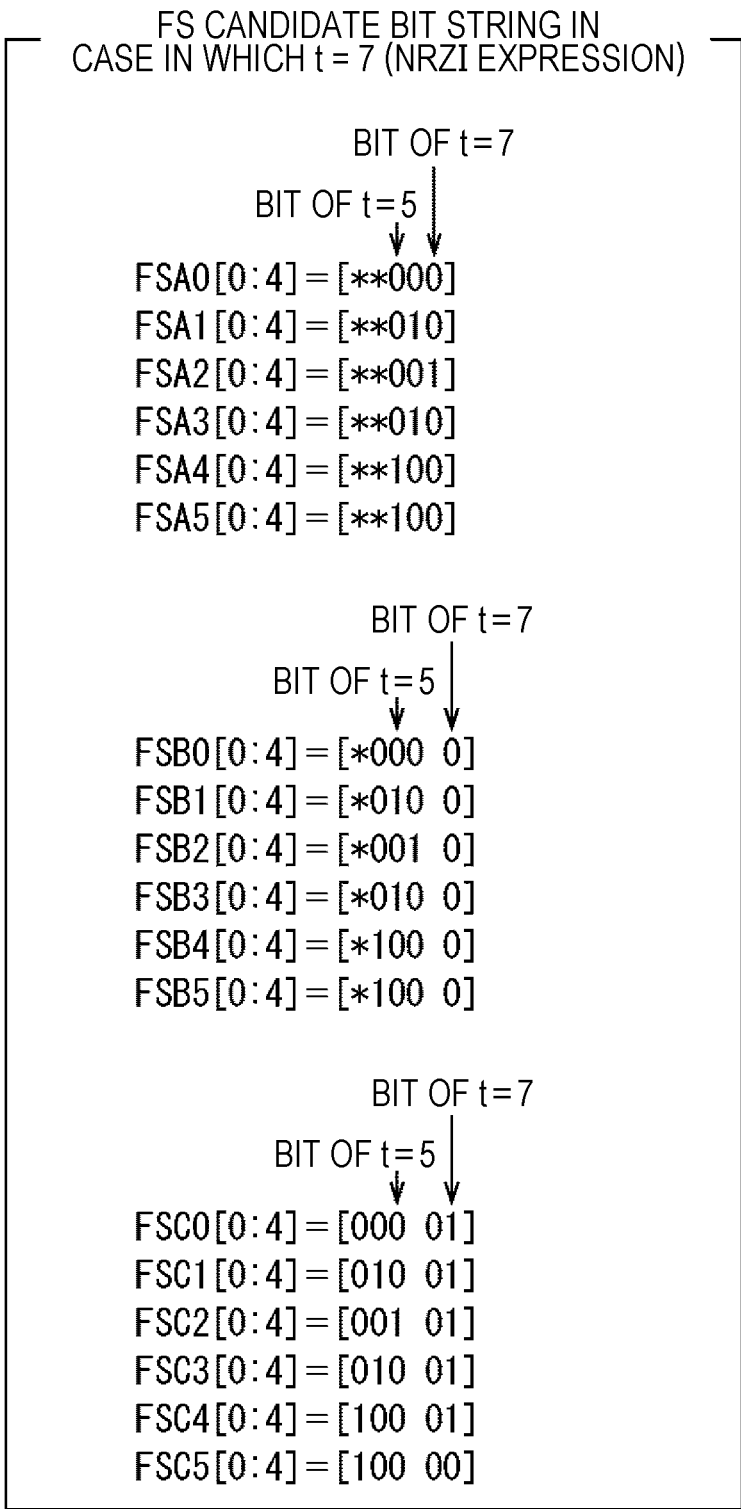 FS CANDIDATE BIT STRING IN
CASE IN WHICH t = 7 (NRZI EXPRESSION)
BIT OF t=7
BIT OF t=5
FSA0[0:4]=[**000]
FSA1[0:4]=[**010]
FSA2[0:4]=[**001]
FSA3[0:4]=[**010]
FSA4[0:4]=[**100]
FSA5[0:4]=[**100]
BIT OF t=7
BIT OF t=5
FSB0[0:4]=[*000 0]
FSB1[0:4]=[*010 0]
FSB2[0:4]=[*001 0]
FSB3[0:4]=[*010 0]
FSB4[0:4]=[*100 0]
FSB5[0:4]=[*100 0]
BIT OF t=7
BIT OF t=5
FSC0[0:4]=[000 01]
FSC1[0:4]=[010 01]
FSC2[0:4]=[001 01]
FSC3[0:4]=[010 01]
FSC4[0:4]=[100 01]
FSC5[0:4]=[100 00]